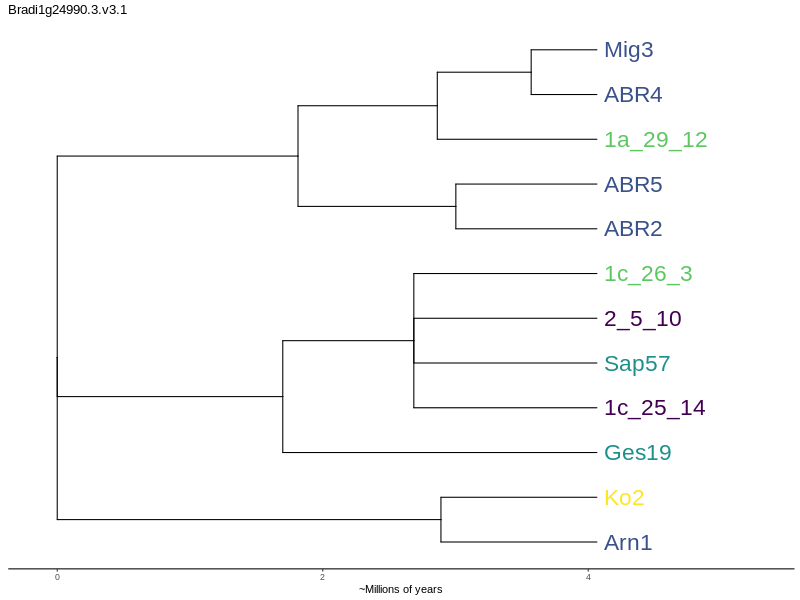 Bradi1g24990.3.v3.1
Mig3
ABR4
1a_29_12
ABR5
ABR2
1c_26_3
2_5_10
Sap57
1c_25_14
Ges19
Ko2
Arn1
0 2 4
~Millions of years